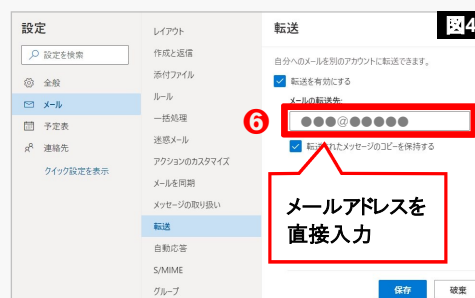 設定
設定を検索
全般
メール
予定表
連絡先
クイック設定を表示
レイアウト
作成と返信
添付ファイル
ルール
一括処理
迷惑メール
アクションのカスタマイズ
メールを同期
メッセージの取り扱い
転送
自動応答
S/MIME
グループ
転送
図4
自分へのメールを別のアカウントに転送できます。
転送を有効にする
メールの転送先:
❻
●●●@●●●●●
転送されたメッセージのコピーを保持する
メールアドレスを
直接入力
保存
破棄